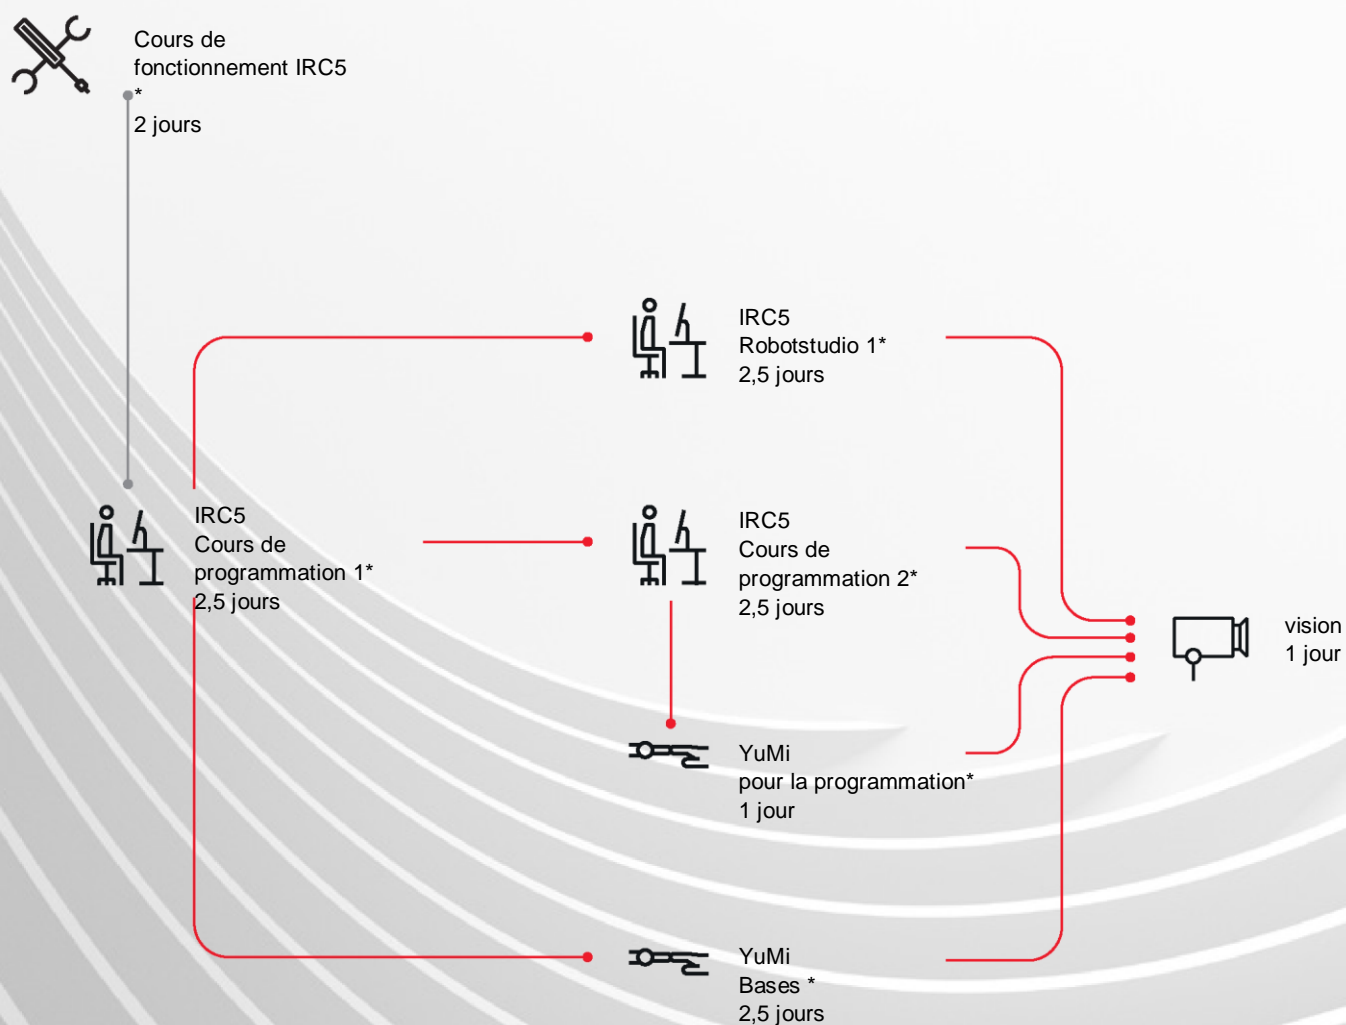 Cours de
fonctionnement IRC5
*
2 jours
IRC5
Robotstudio 1*
2,5 jours
IRC5
Cours de
programmation 1*
2,5 jours
IRC5
Cours de
programmation 2*
2,5 jours
vision
1 jour
YuMi
pour la programmation*
1 jour
YuMi
Bases *
2,5 jours